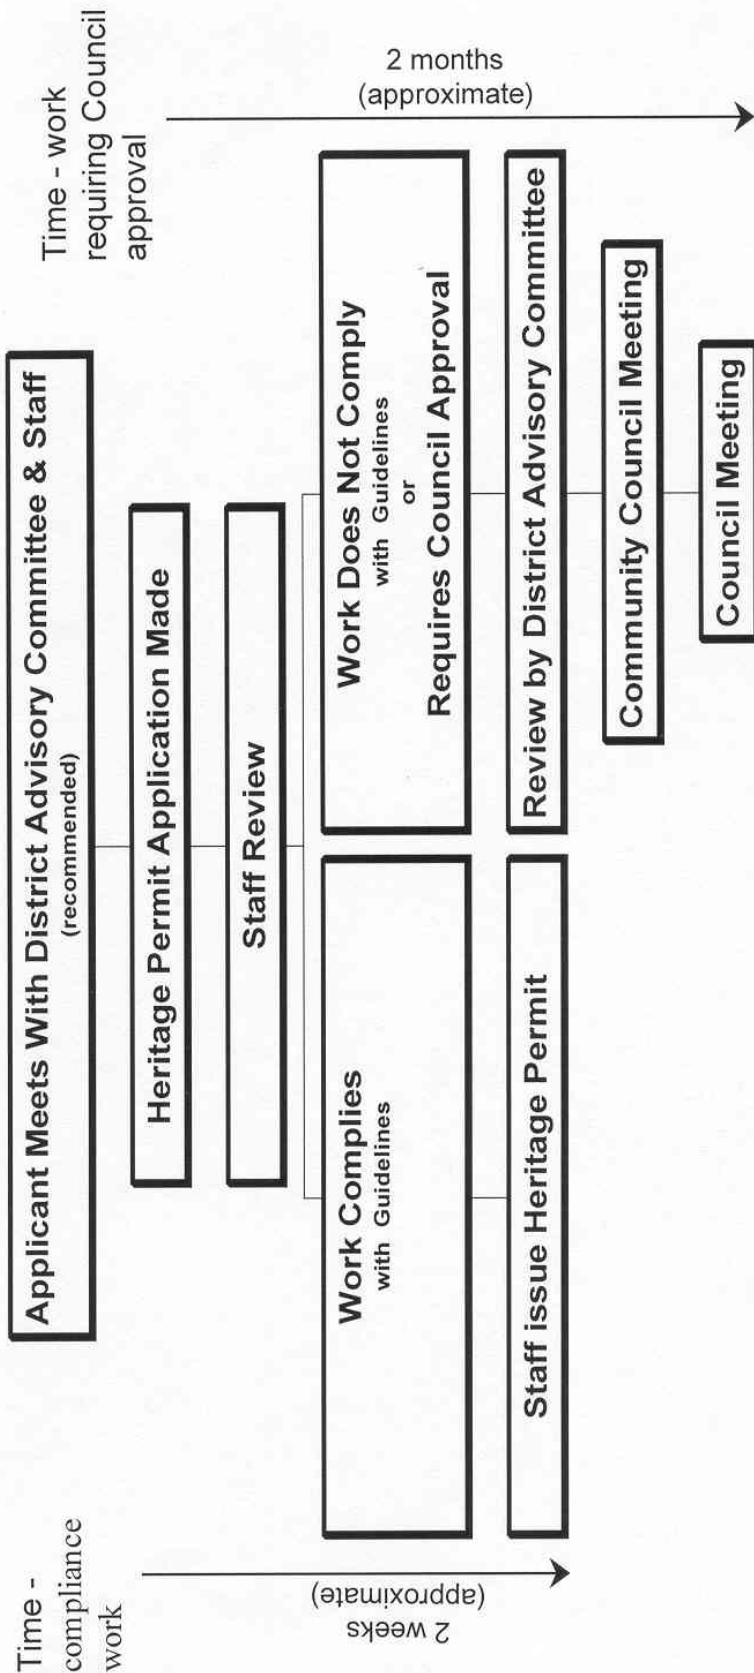 Time -
compliance
work
2 weeks
(approximate)
Applicant Meets With District Advisory Committee & Staff
(recommended)
Heritage Permit Application Made
Staff Review
Work Complies
with Guidelines
Staff issue Heritage Permit
Work Does Not Comply
with Guidelines
or
Requires Council Approval
Review by District Advisory Committee
Community Council Meeting
Council Meeting
Time - work
requiring Council
approval
2 months
(approximate)